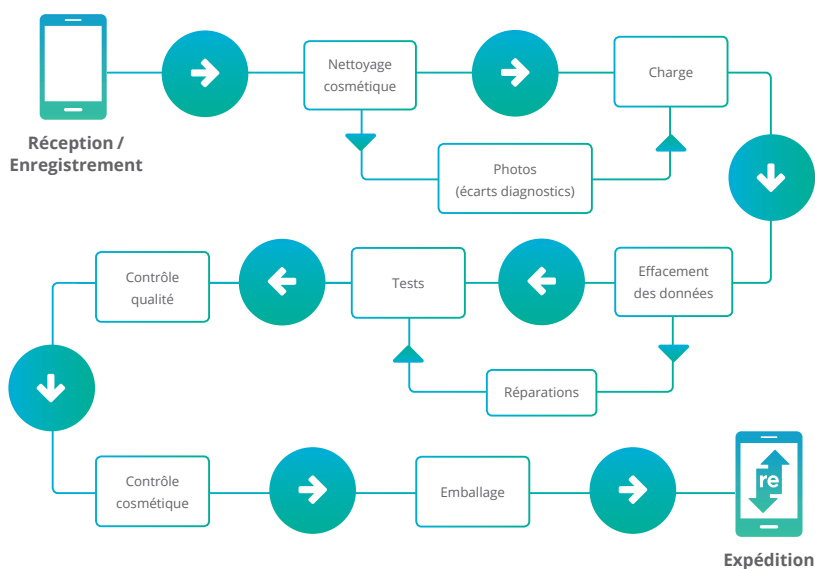 Réception /
Enregistrement
Nettoyage
cosmétique
Charge
Photos
(écarts diagnostics)
Contrôle
qualité
Tests
Effacement
des données
Réparations
Contrôle
cosmétique
Emballage
re
Expédition